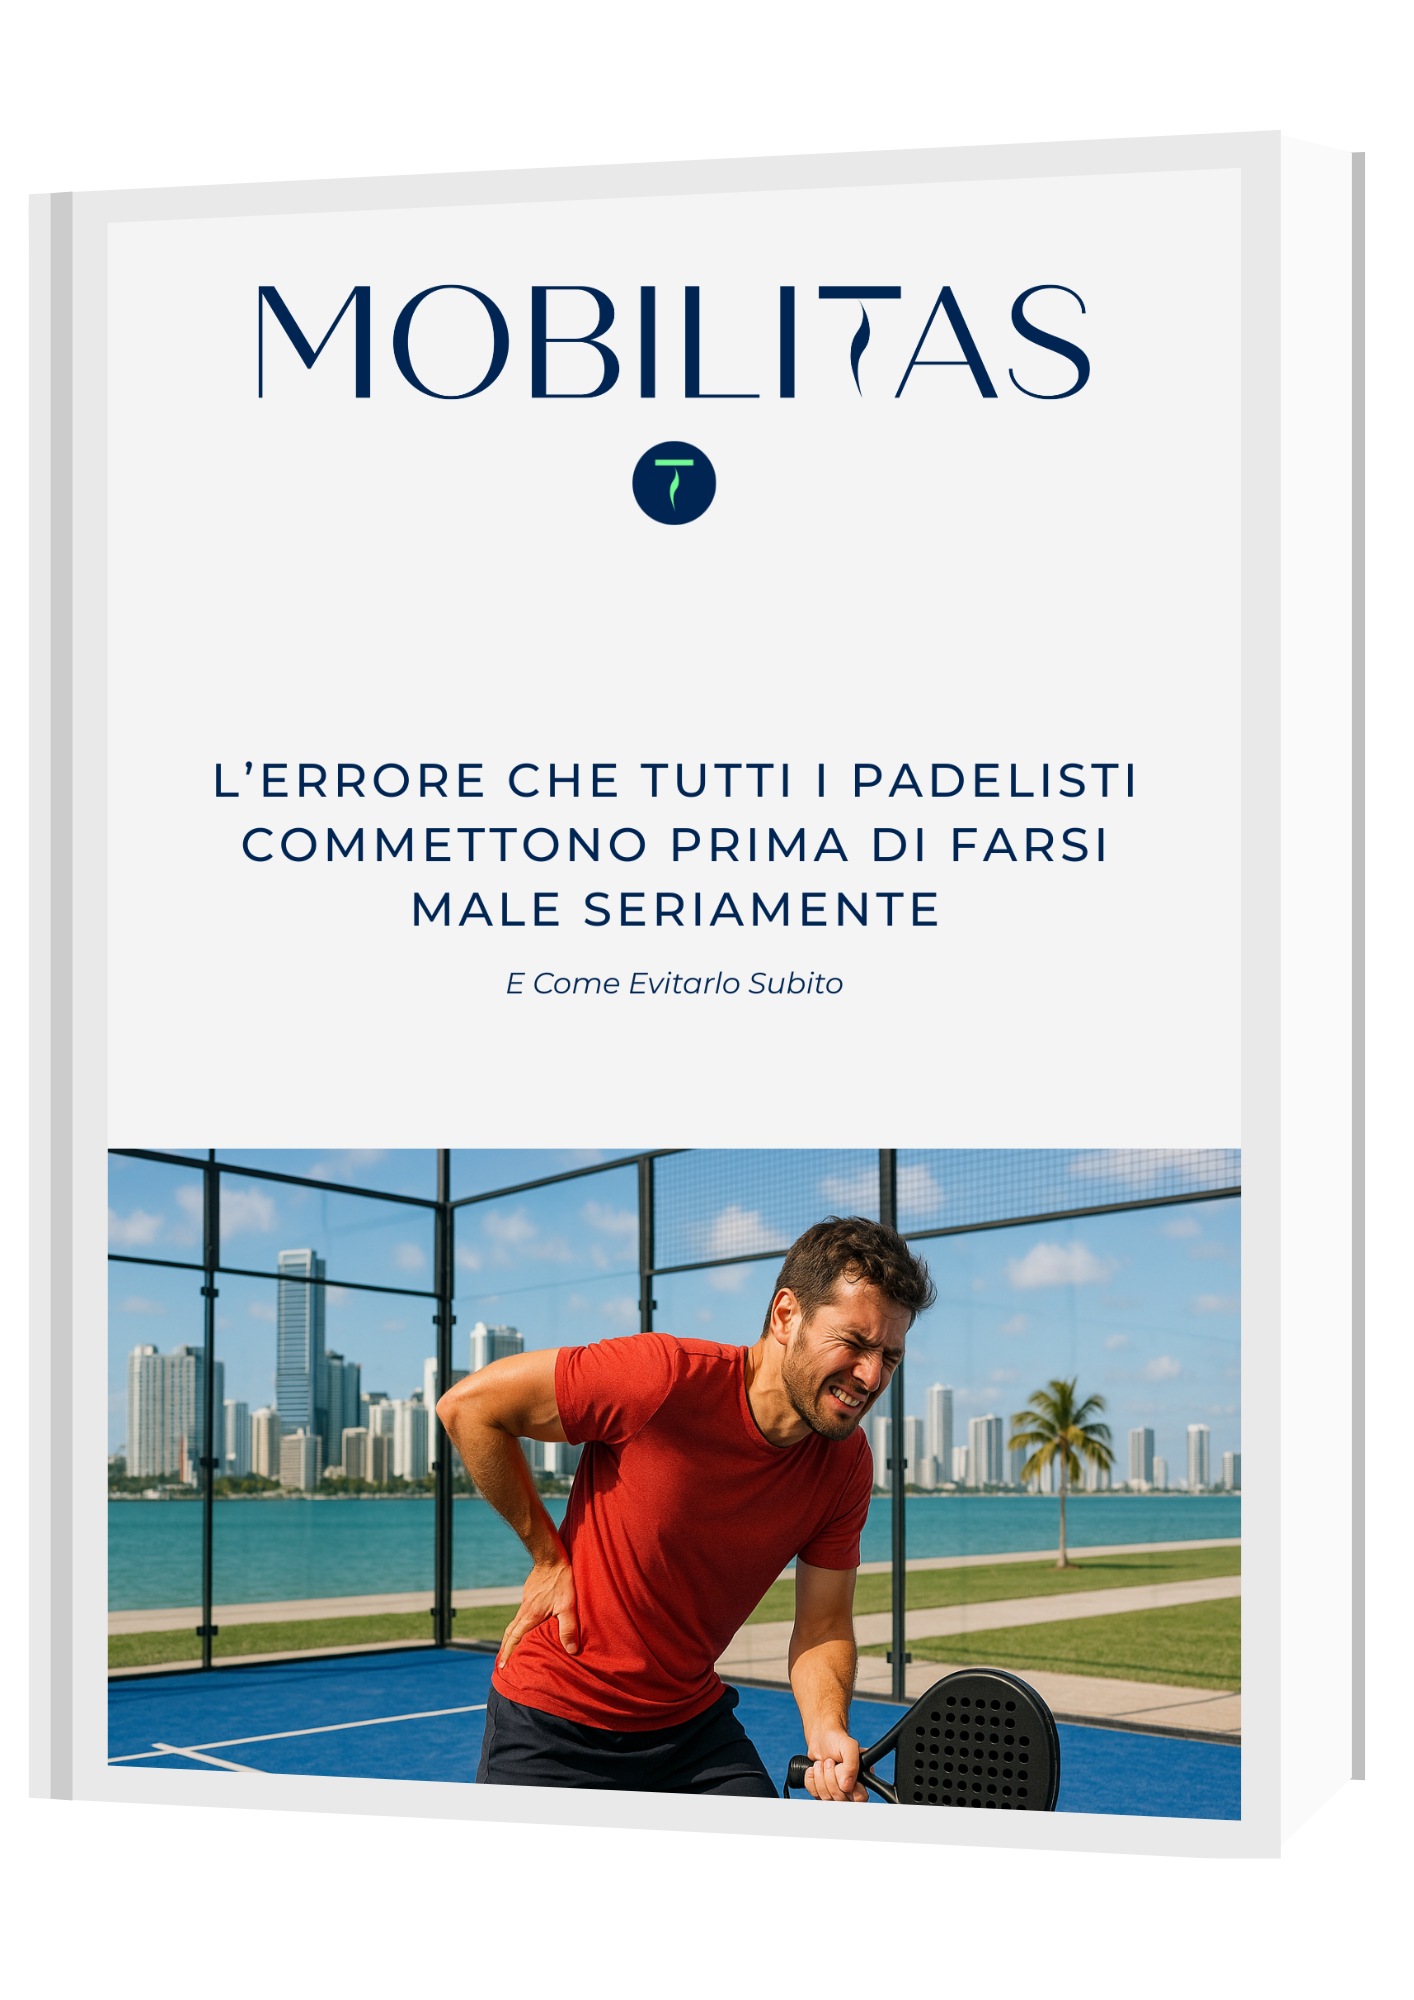 MOBILITAS
L'ERRORE CHE TUTTI I PADELISTI
COMMETTONO PRIMA DI FARSI
MALE SERIAMENTE
E Come Evitarlo Subito